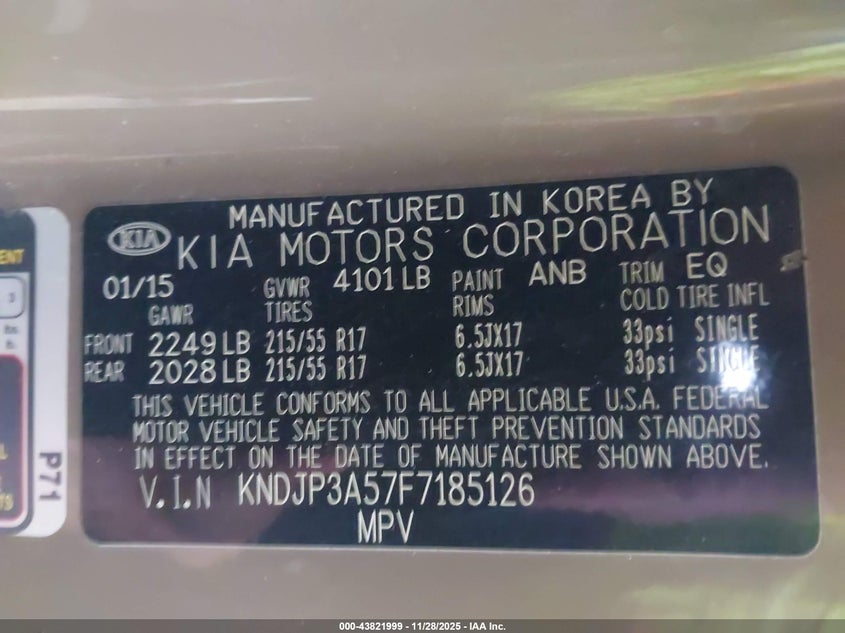 MANUFACTURED IN KOREA BY
KIA KIA MOTORS CORPORATION
01/15 GVWR 4101 LB PAINT ANB TRIM EQ
GAWR TIRES RIMS COLD TIRE INFL
FRONT 2249 LB 215/55 R17 6.5JX17 33psi SINGLE
REAR 2028 LB 215/55 R17 6.5JX17 33psi SINGLE
THIS VEHICLE CONFORMS TO ALL APPLICABLE U.S.A. FEDERAL
MOTOR VEHICLE SAFETY AND THEFT PREVENTION STANDARDS
IN EFFECT ON THE DATE OF MANUFACTURE SHOWN ABOVE.
V.I.N KNDJP3A57F7185126
MPV
P71
000-43821999 - 11/28/2025 - IAA Inc.